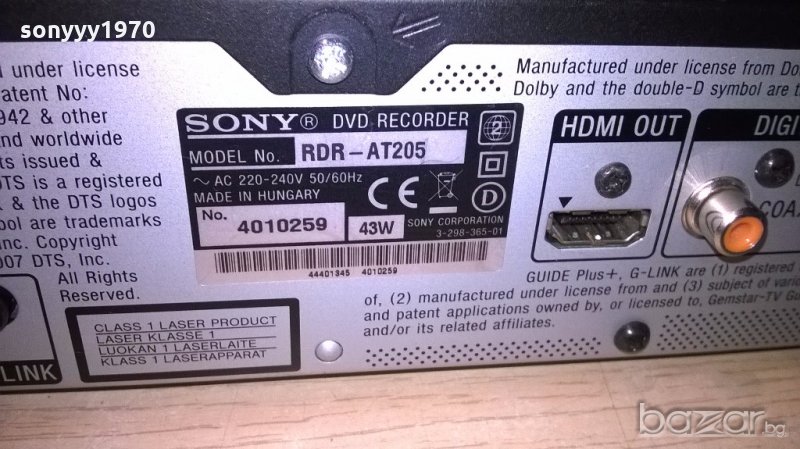 sonyyy1970
under license
atent No:
942 & other
and worldwide
ts issued &
DTS is a registered
k & the DTS logos
bol are trademarks
Inc. Copyright
007 DTS, Inc.
All Rights
Reserved.
LINK
SONY® DVD RECORDER
2
MODEL No. RDR-AT205
~ AC 220-240V 50/60Hz
MADE IN HUNGARY
CE
D
No. 4010259
43W
SONY CORPORATION
3-298-365-01
44401345 4010259
CLASS 1 LASER PRODUCT
LASER KLASSE 1
LUOKAN 1 LASERLAITE
KLASS 1 LASERAPPARAT
Manufactured under license from Do
Dolby and the double-D symbol are t
HDMI OUT
DIGI
COAX
GUIDE Plus+, G-LINK are (1) registered
of, (2) manufactured under license from and (3) subject of vario
and patent applications owned by, or licensed to, Gemstar-TV Gu
and/or its related affiliates.
bazar.bg